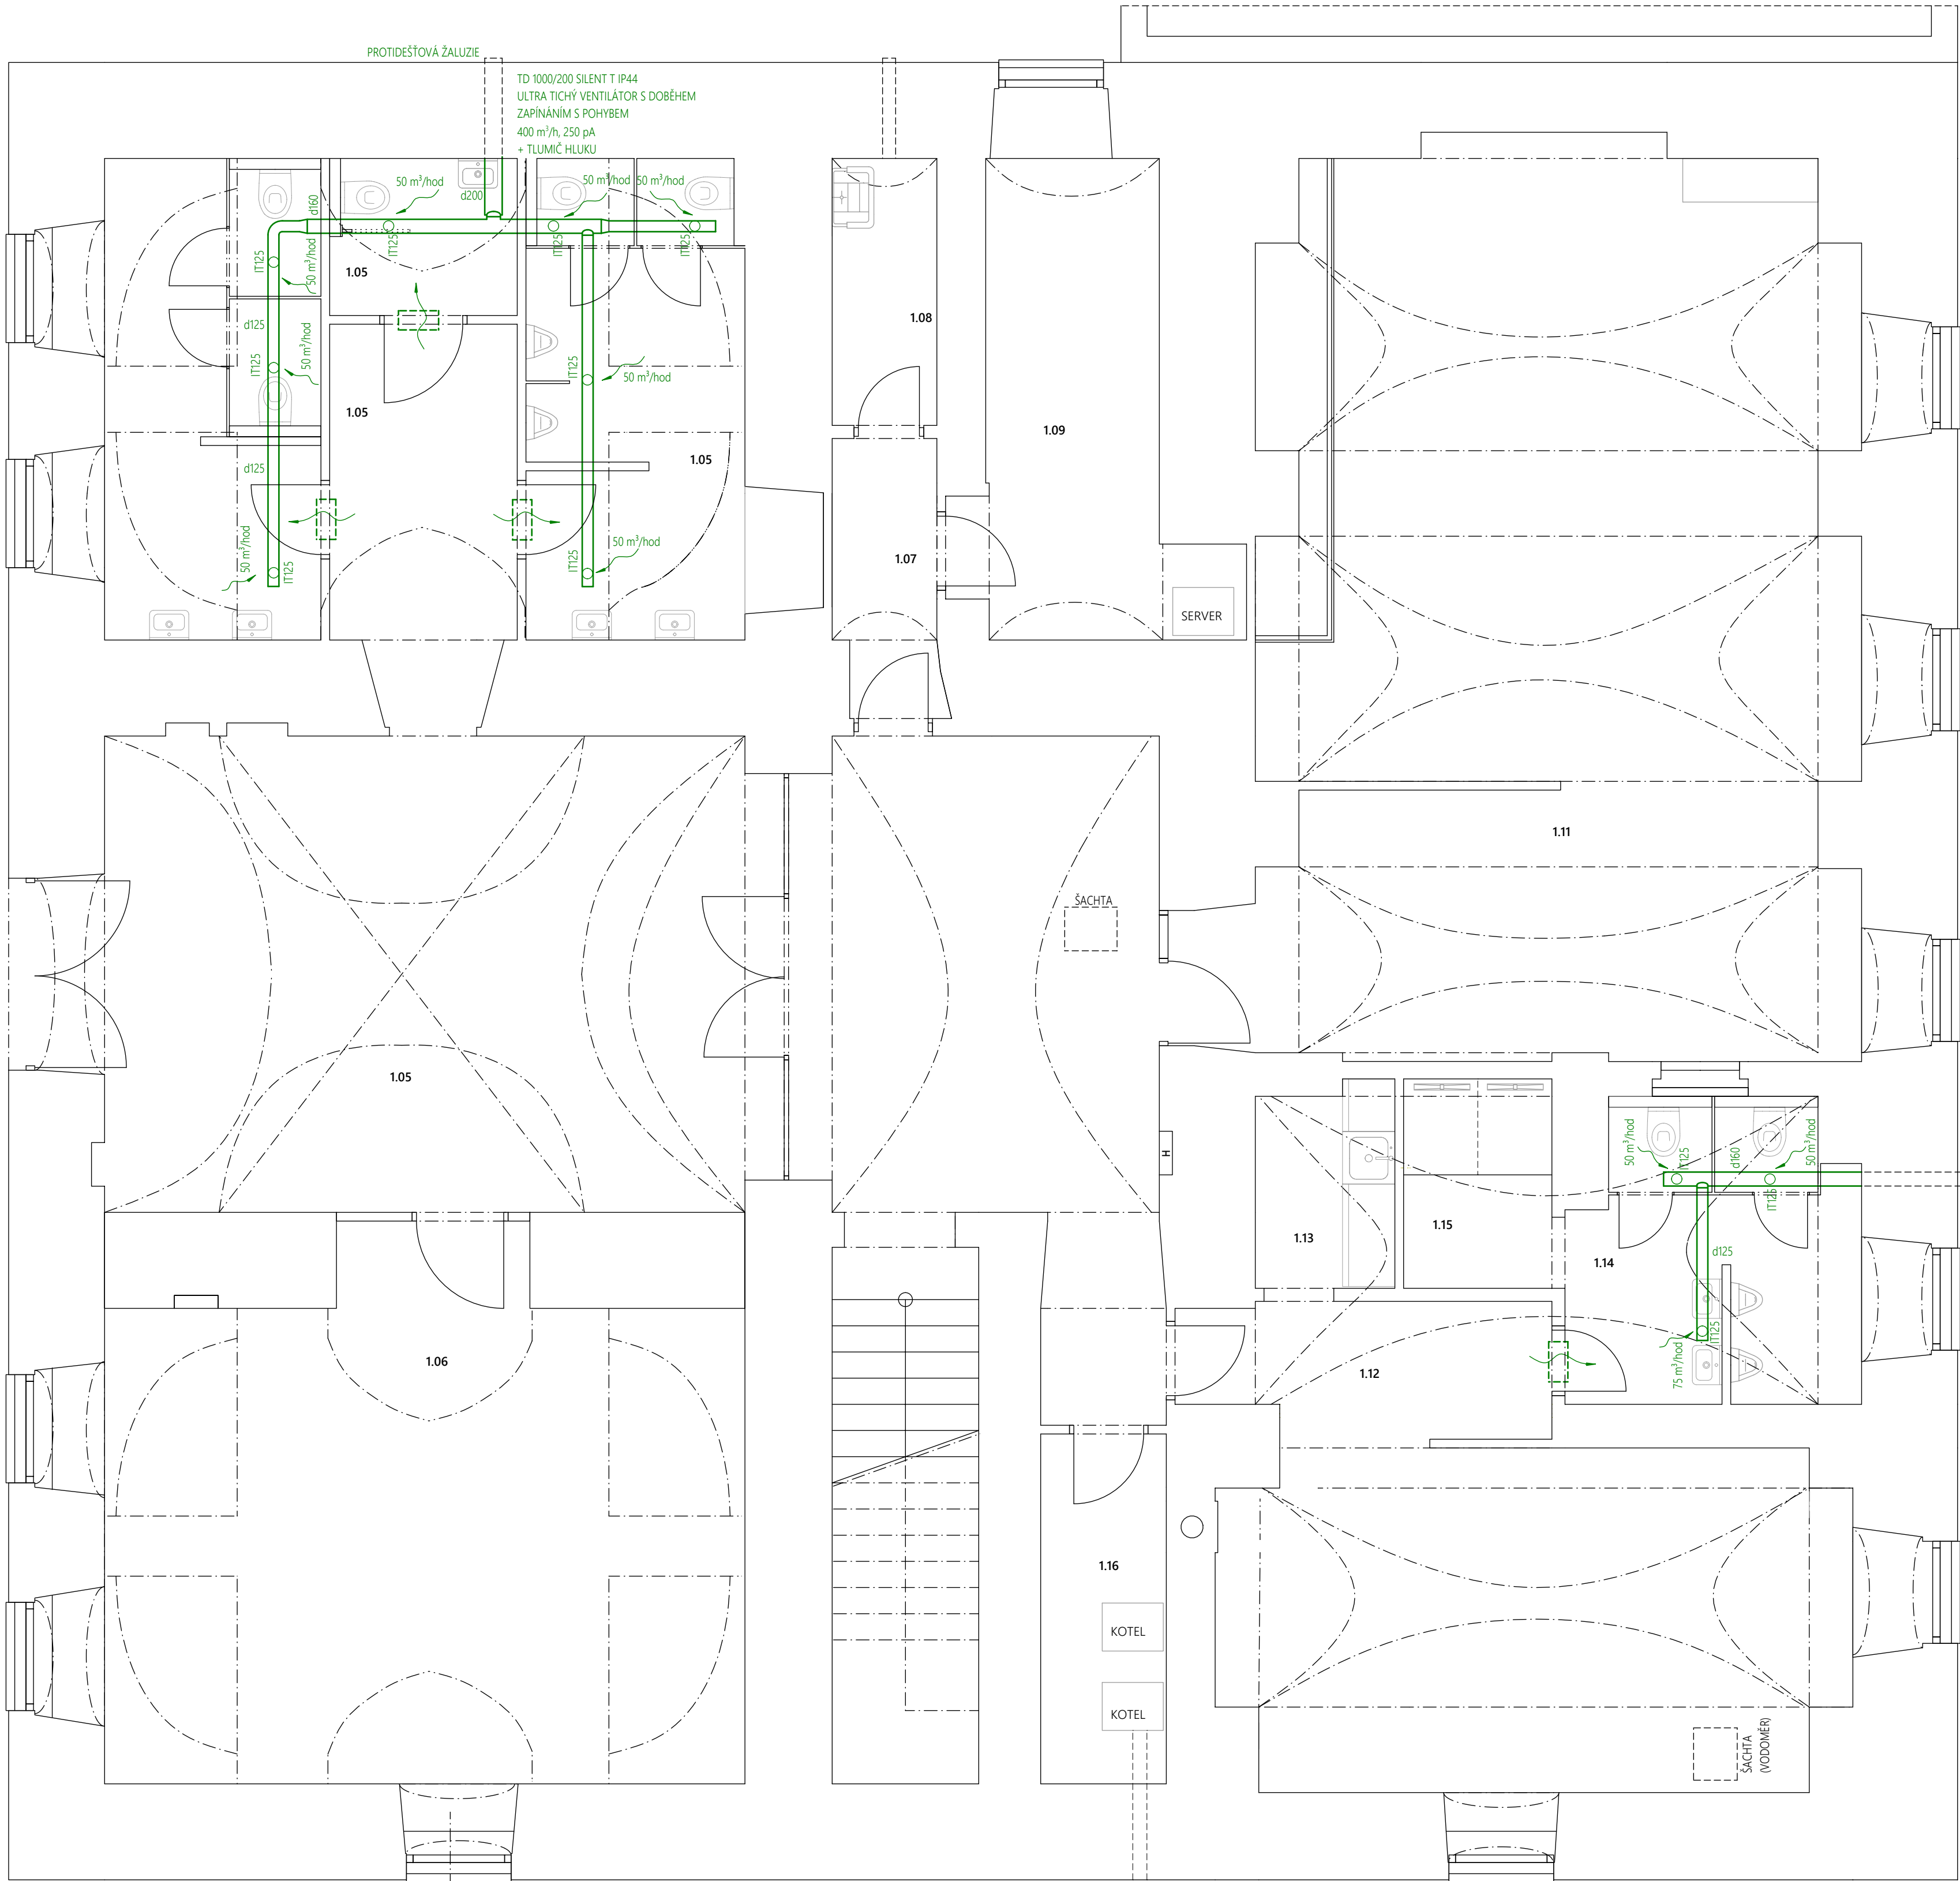 PROTIDEŠŤOVÁ ŽALUZIE
TD 1000/200 SILENT T IP44
ULTRA TICHÝ VENTILÁTOR S DOBĚHEM
ZAPÍNÁNÍM S POHYBEM
400 m³/h, 250 pA
+ TLUMIČ HLUKU
50 m³/hod
d200
50 m³/hod
50 m³/hod
d160
IT125
IT125
IT125
IT125
50 m³/hod
1.05
d125
1.08
50 m³/hod
IT125
IT125
50 m³/hod
1.05
1.09
1.05
d125
50 m³/hod
IT125
IT125
50 m³/hod
1.07
SERVER
1.11
ŠACHTA
1.05
H
50 m³/hod
IT125
d160
50 m³/hod
IT125
1.13
1.15
1.14
d125
IT125
75 m³/hod
1.06
1.12
1.16
KOTEL
KOTEL
ŠACHTA
(VODOMĚR)